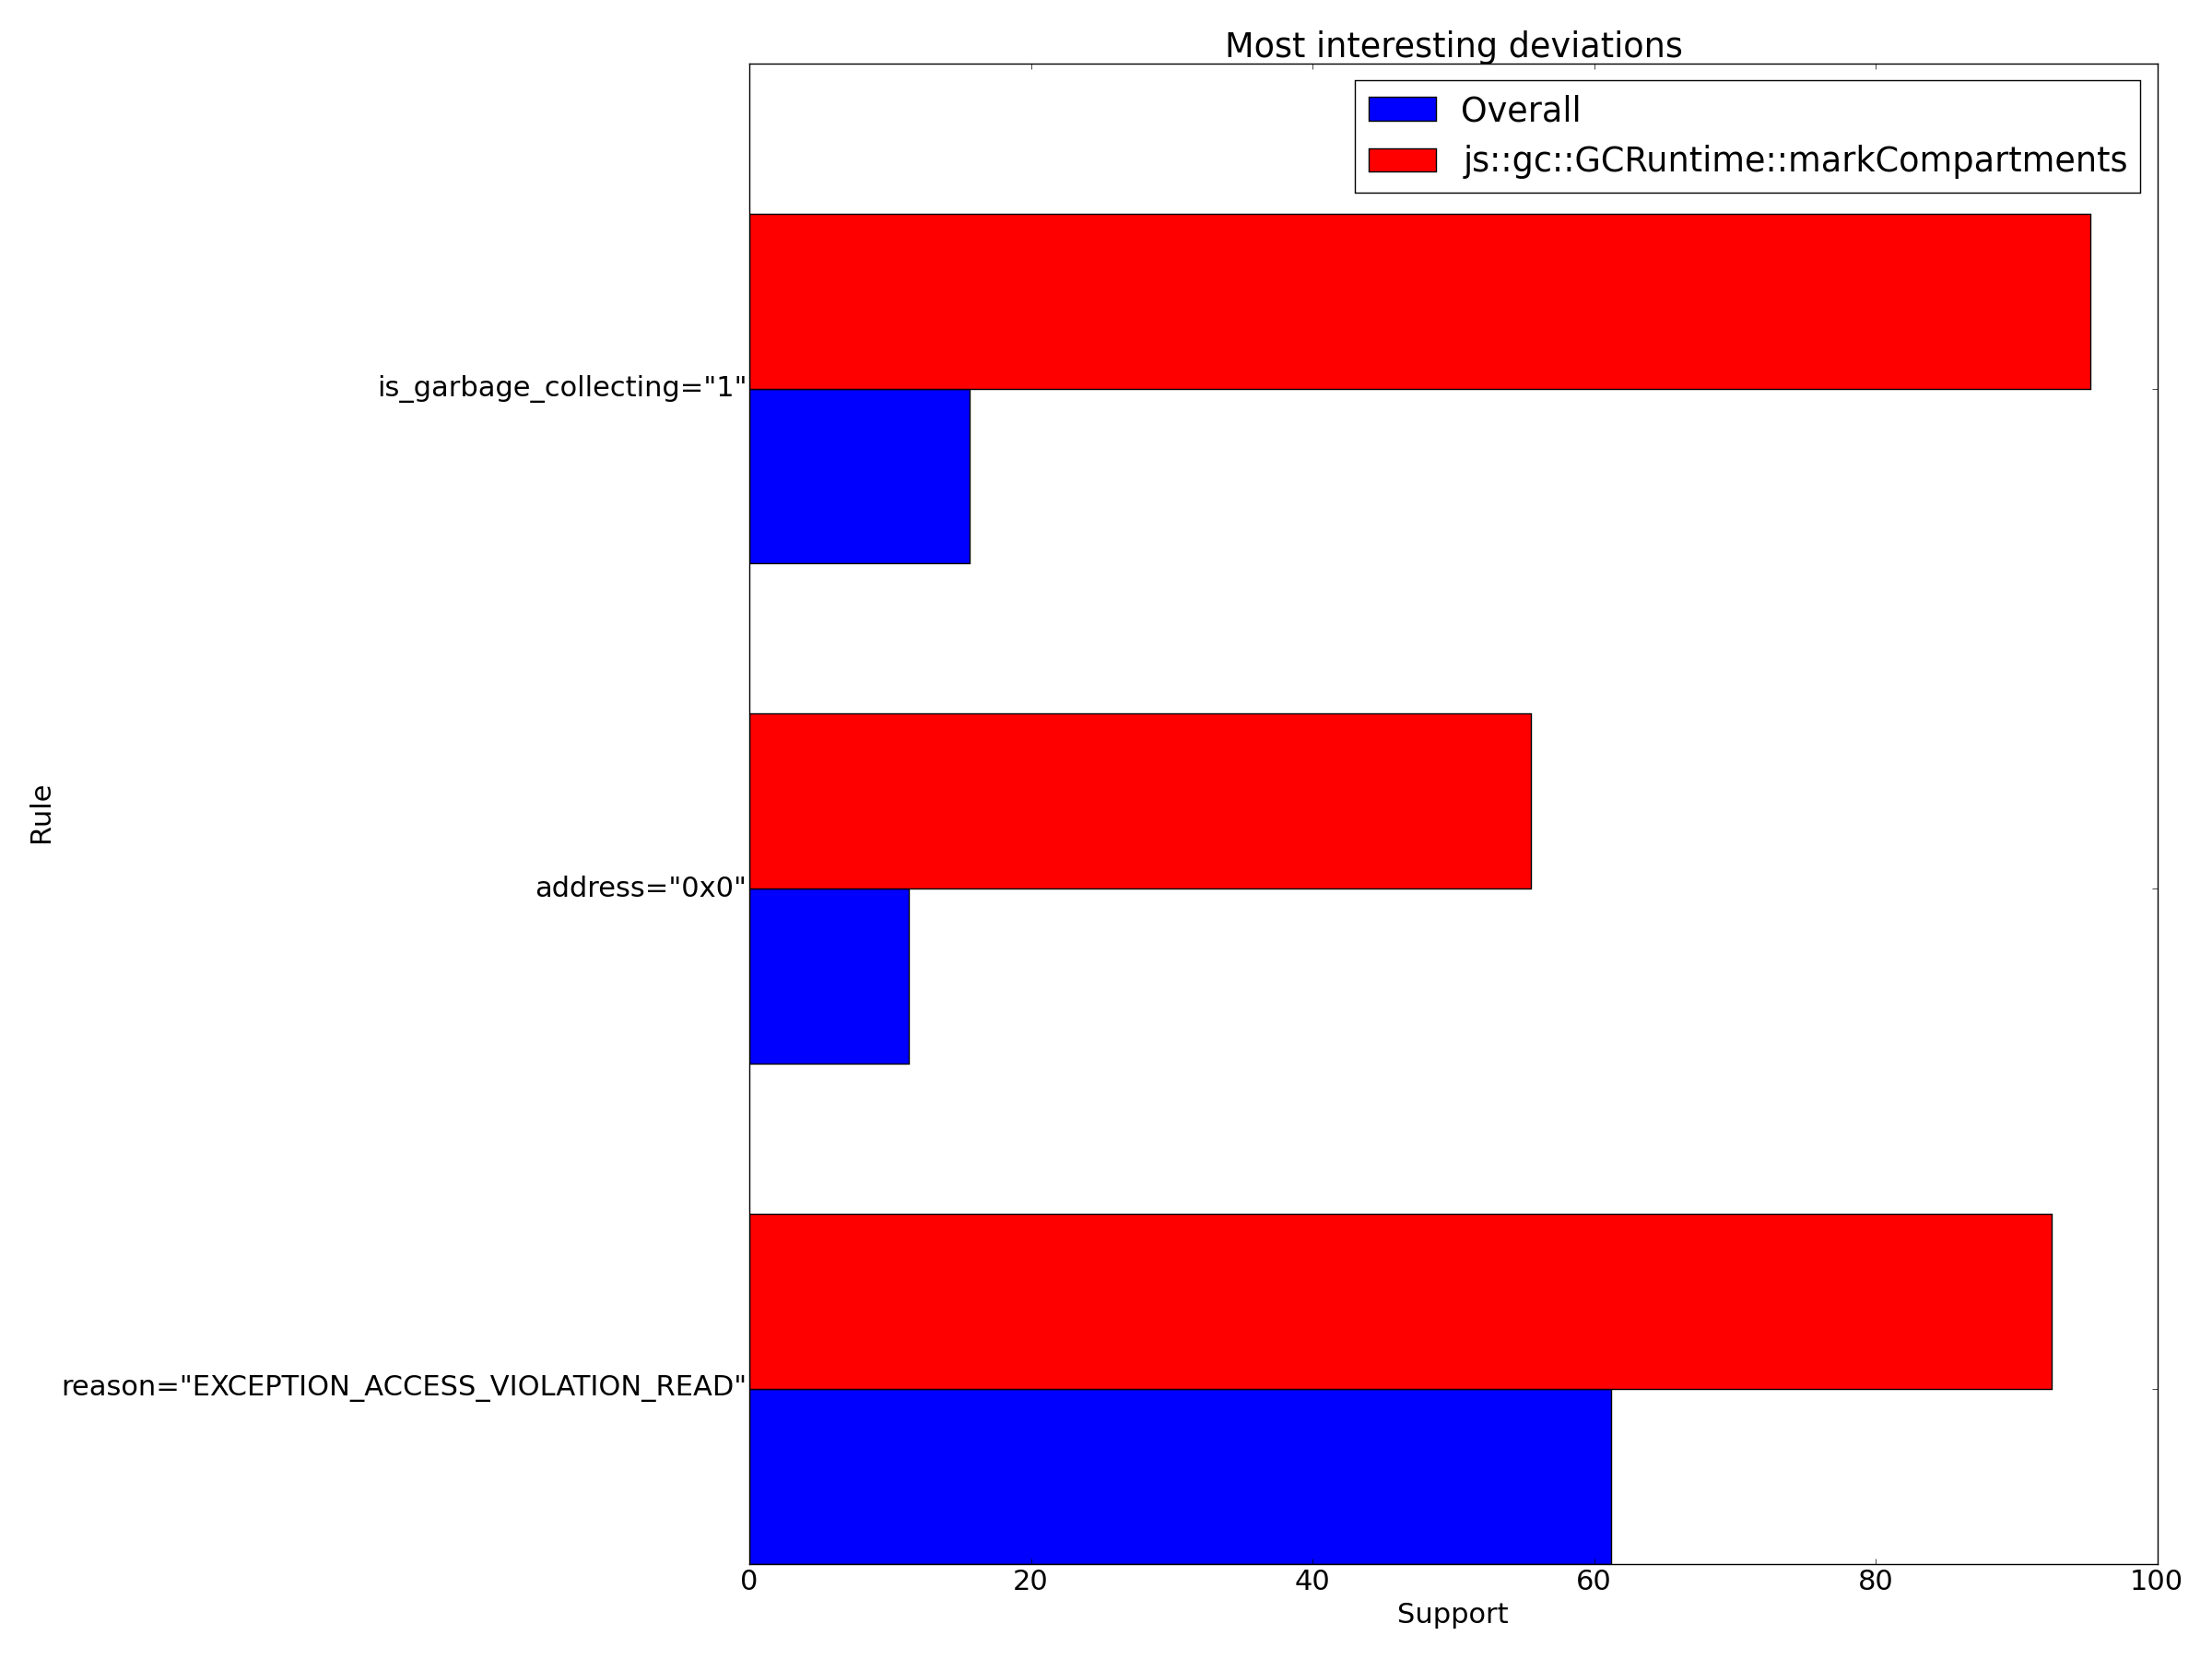 Most interesting deviations
Overall
js::gc::GCRuntime::markCompartments
is_garbage_collecting="1"
address="0x0"
reason="EXCEPTION_ACCESS_VIOLATION_READ"
Rule
0 20 40 60 80 100
Support